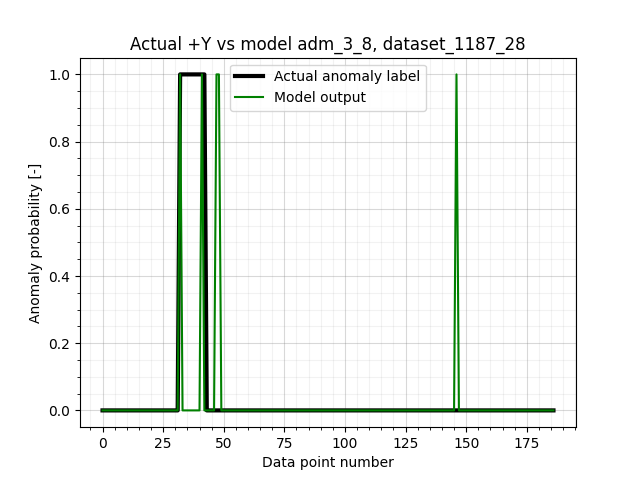 Actual +Y vs model adm_3_8, dataset_1187_28
Actual anomaly label
Model output
Anomaly probability [-]
1.0
0.8
0.6
0.4
0.2
0.0
0 25 50 75 100 125 150 175
Data point number